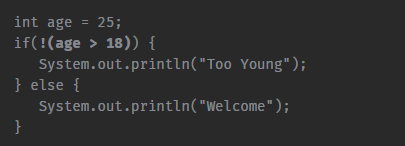 int age = 25;
if(!(age > 18)) {
   System.out.println("Too Young");
} else {
   System.out.println("Welcome");
}